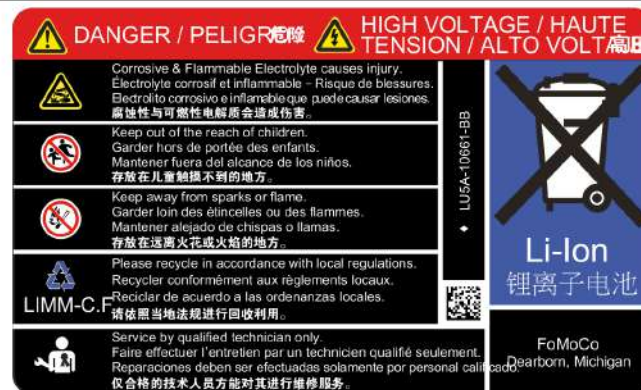 DANGER / PELIGRO危险
HIGH VOLTAGE / HAUTE
TENSION / ALTO VOLTA高压
Corrosive & Flammable Electrolyte causes injury.
Électrolyte corrosif et inflammable – Risque de blessures.
Electrolito corrosivo e inflamable que puede causar lesiones.
腐蚀性与可燃性电解质会造成伤害。
Keep out of the reach of children.
Garder hors de portée des enfants.
Mantener fuera del alcance de los niños.
存放在儿童触摸不到的地方。
Keep away from sparks or flame.
Garder loin des étincelles ou des flammes.
Mantener alejado de chispas o llamas.
存放在远离火花或火焰的地方。
Please recycle in accordance with local regulations.
Recycler conformément aux règlements locaux.
Reciclar de acuerdo a las ordenanzas locales.
请依照当地法规进行回收利用。
LIMM-C.F
Service by qualified technician only.
Faire effectuer l'entretien par un technicien qualifié seulement.
Reparaciones deben ser efectuadas solamente por personal calificado.
仅合格的技术人员方能对其进行维修服务。
LU5A-10661-BB
Li-Ion
锂离子电池
FoMoCo
Dearborn, Michigan